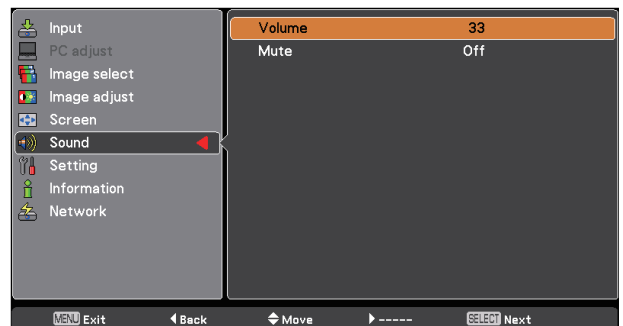 Input
PC adjust
Image select
Image adjust
Screen
Sound
Setting
Information
Network
Volume 33
Mute Off
MENU Exit Back Move ----- SELECT Next